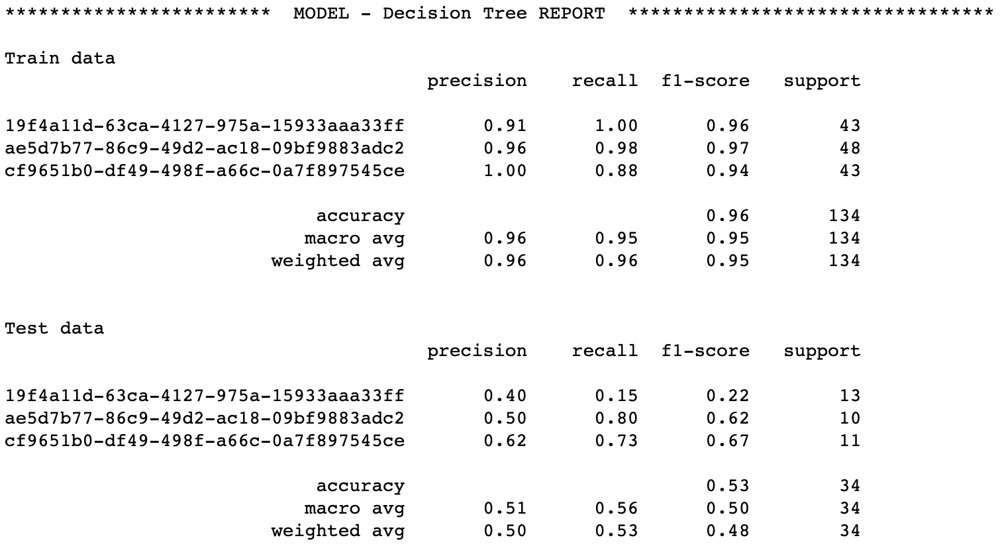 ************************ MODEL - Decision Tree REPORT *********************************
Train data
precision recall f1-score support
19f4a11d-63ca-4127-975a-15933aaa33ff 0.91 1.00 0.96 43
ae5d7b77-86c9-49d2-ac18-09bf9883adc2 0.96 0.98 0.97 48
cf9651b0-df49-498f-a66c-0a7f897545ce 1.00 0.88 0.94 43
accuracy 0.96 134
macro avg 0.96 0.95 0.95 134
weighted avg 0.96 0.96 0.95 134
Test data
precision recall f1-score support
19f4a11d-63ca-4127-975a-15933aaa33ff 0.40 0.15 0.22 13
ae5d7b77-86c9-49d2-ac18-09bf9883adc2 0.50 0.80 0.62 10
cf9651b0-df49-498f-a66c-0a7f897545ce 0.62 0.73 0.67 11
accuracy 0.53 34
macro avg 0.51 0.56 0.50 34
weighted avg 0.50 0.53 0.48 34